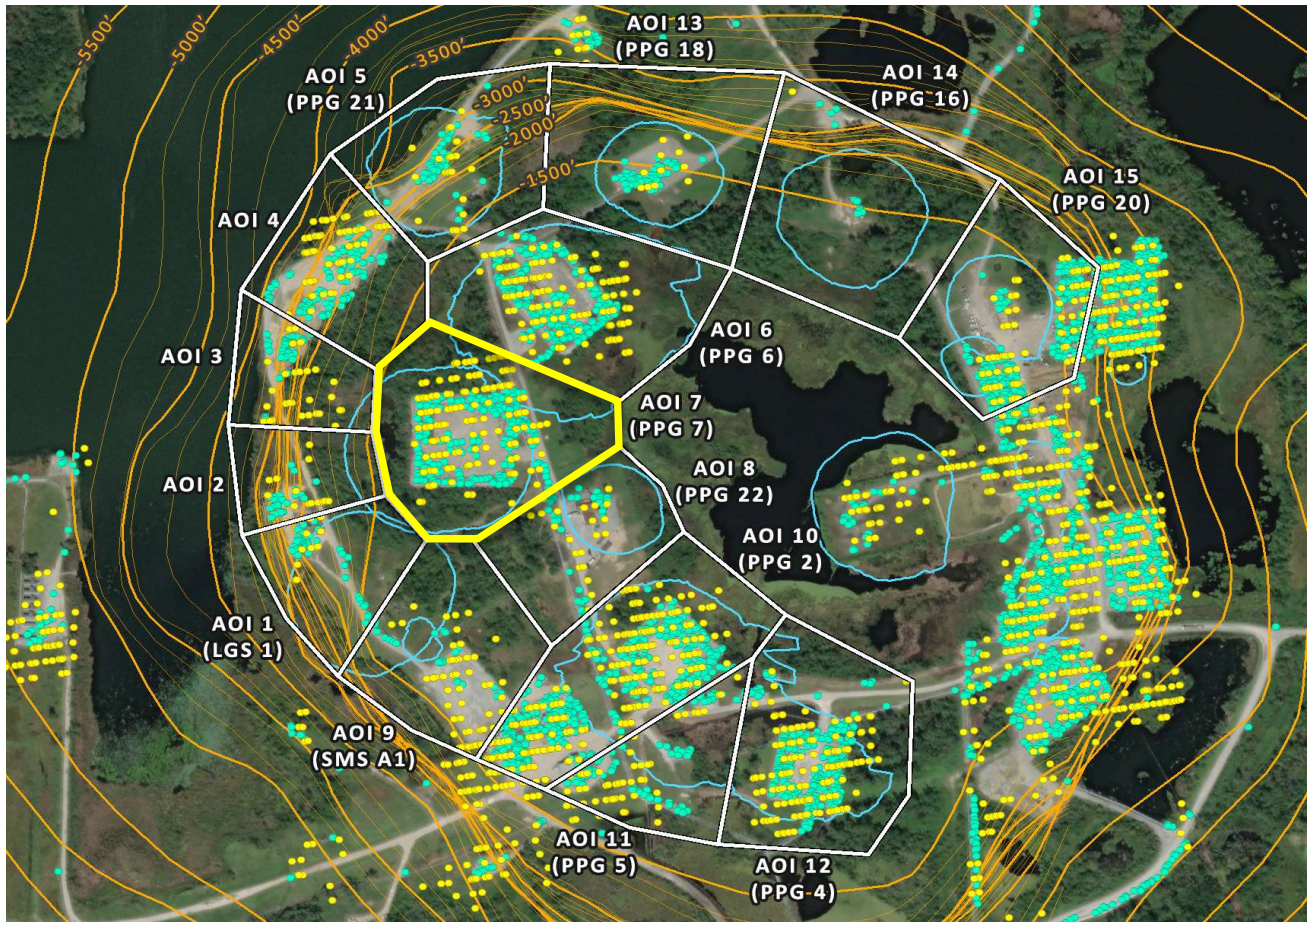 -5500'
-5000'
-4500'
-4000'
-3500'
-3000'
-2500'
-2000'
-1500'
AOI 13
(PPG 18)
AOI 14
(PPG 16)
AOI 5
(PPG 21)
AOI 15
(PPG 20)
AOI 4
AOI 3
AOI 6
(PPG 6)
AOI 7
(PPG 7)
AOI 2
AOI 8
(PPG 22)
AOI 10
(PPG 2)
AOI 1
(LGS 1)
AOI 9
(SMS A1)
AOI 11
(PPG 5)
AOI 12
(PPG 4)